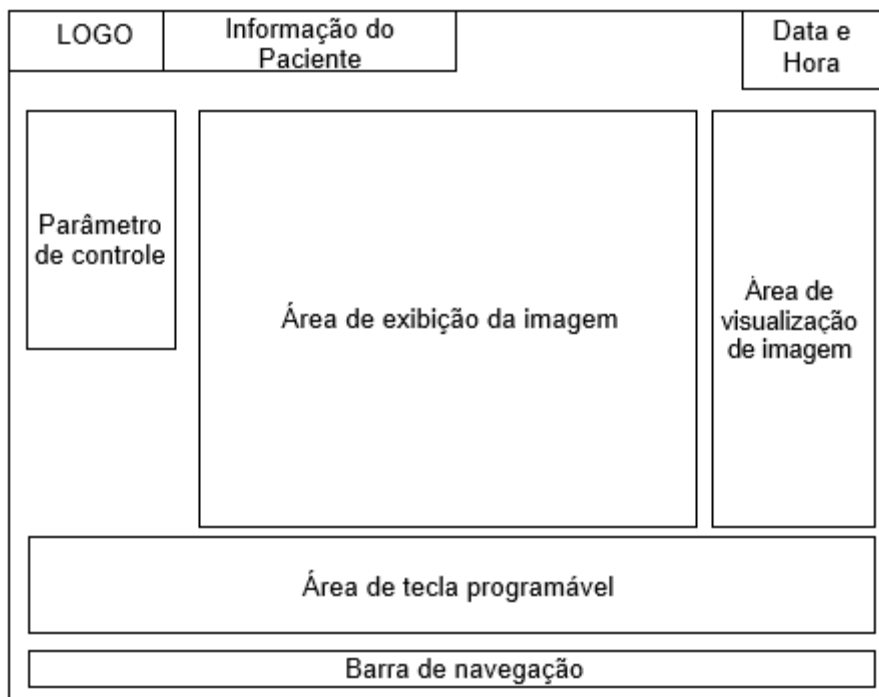 LOGO
Informação do
Paciente
Data e
Hora
Parâmetro
de controle
Área de exibição da imagem
Área de
visualização
de imagem
Área de tecla programável
Barra de navegação